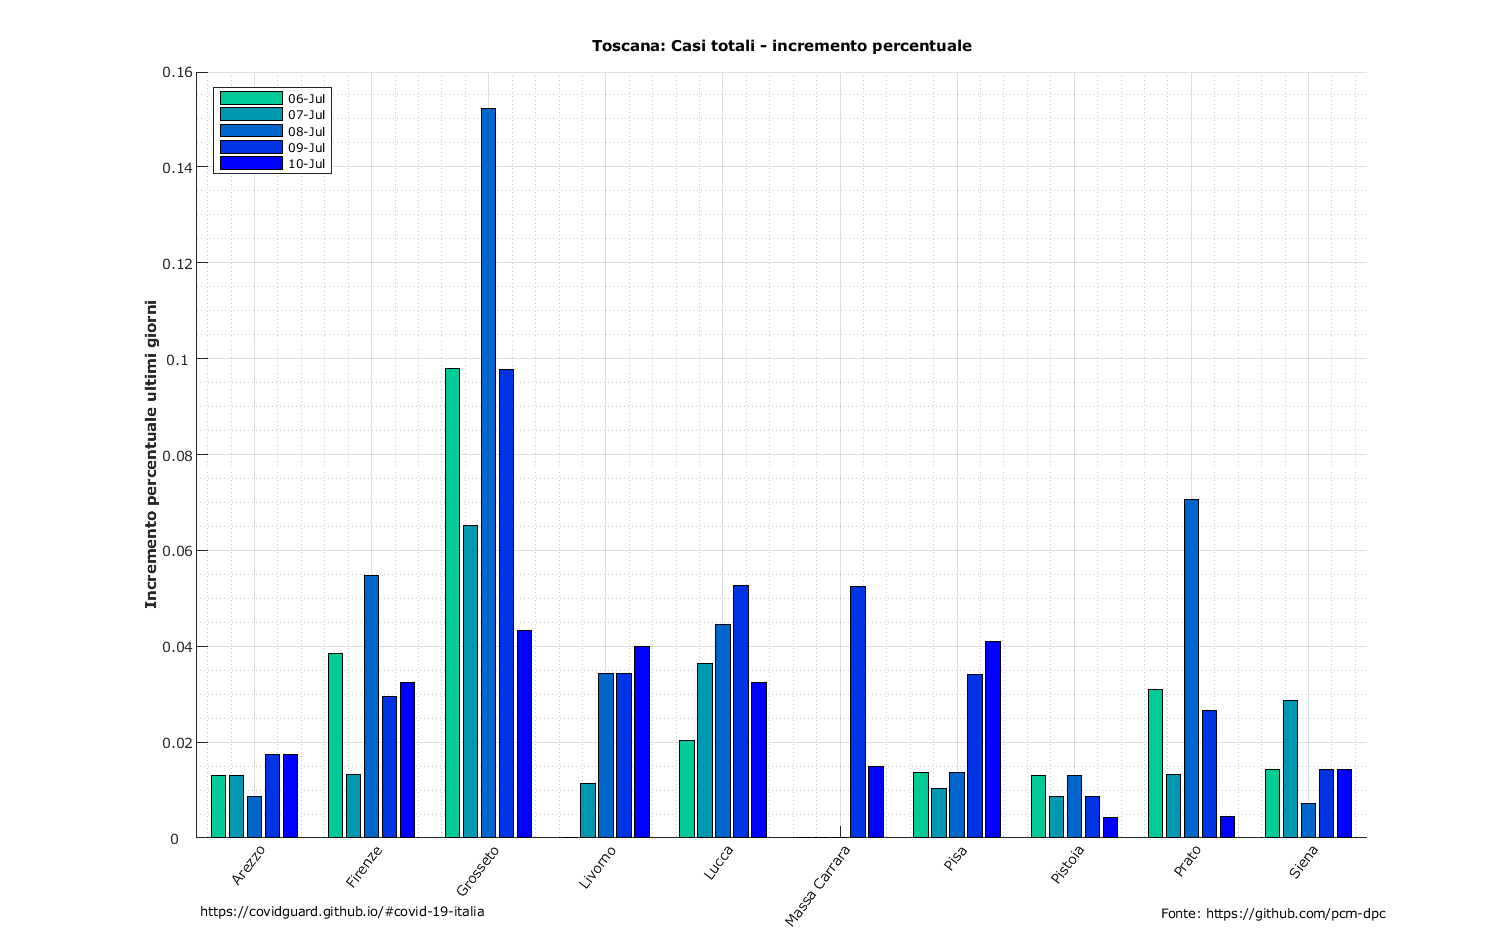 Toscana: Casi totali - incremento percentuale
06-Jul
07-Jul
08-Jul
09-Jul
10-Jul
Incremento percentuale ultimi giorni
0.16
0.14
0.12
0.1
0.08
0.06
0.04
0.02
0
Arezzo
Firenze
Grosseto
Livorno
Lucca
Massa Carrara
Pisa
Pistoia
Prato
Siena
https://covidguard.github.io/#covid-19-italia
Fonte: https://github.com/pcm-dpc